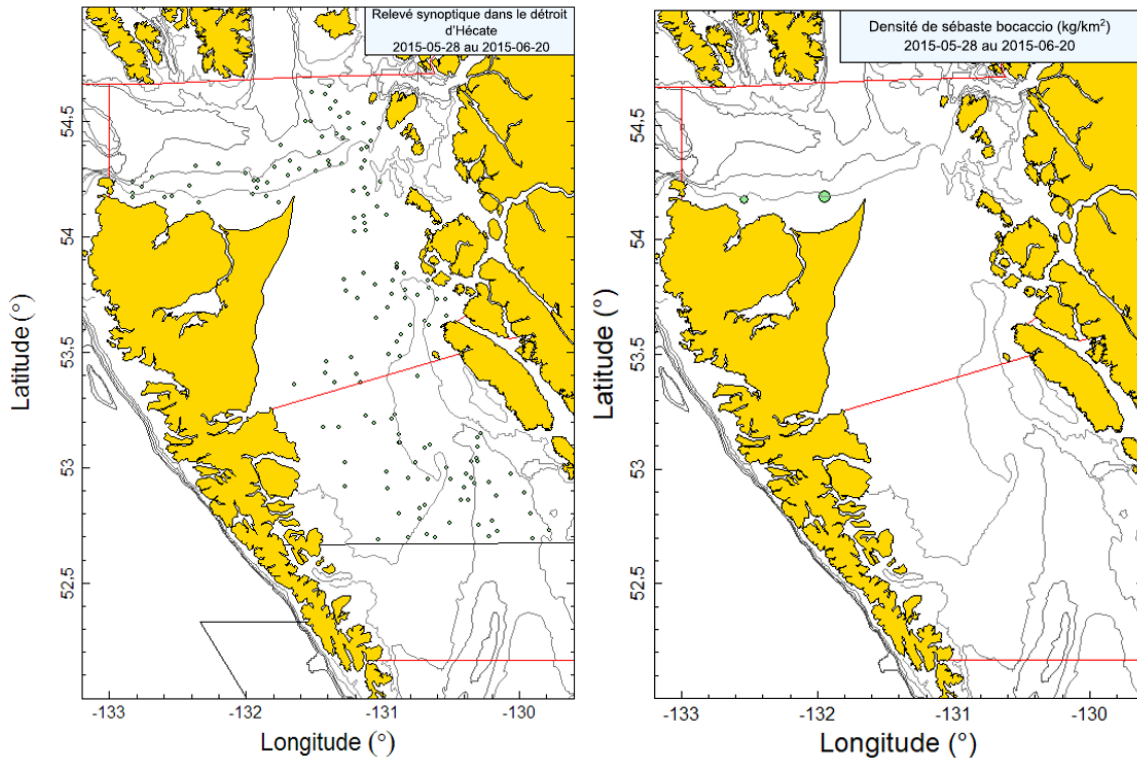 Relevé synoptique dans le détroit
d'Hécate
2015-05-28 au 2015-06-20
54,5
54
53,5
53
52,5
Latitude (°)
-133
-132
-131
-130
Longitude (°)
Densité de sébaste bocaccio (kg/km²)
2015-05-28 au 2015-06-20
54,5
54
53,5
53
52,5
Latitude (°)
-133
-132
-131
-130
Longitude (°)